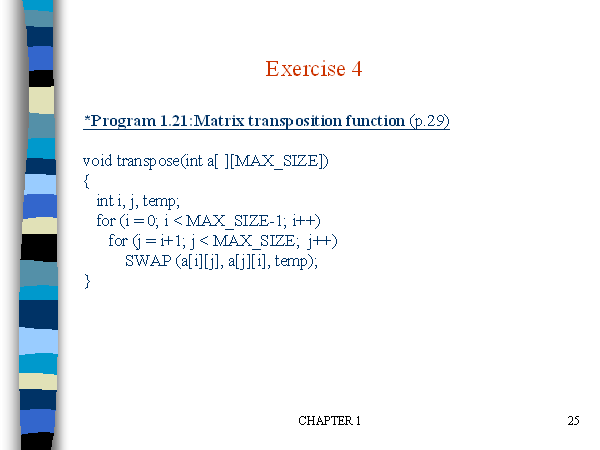 Exercise 4
*Program 1.21:Matrix transposition function (p.29)
void transpose(int a[ ][MAX_SIZE])
{
int i, j, temp;
for (i = 0; i < MAX_SIZE-1; i++)
for (j = i+1; j < MAX_SIZE; j++)
SWAP (a[i][j], a[j][i], temp);
}
CHAPTER 1
25